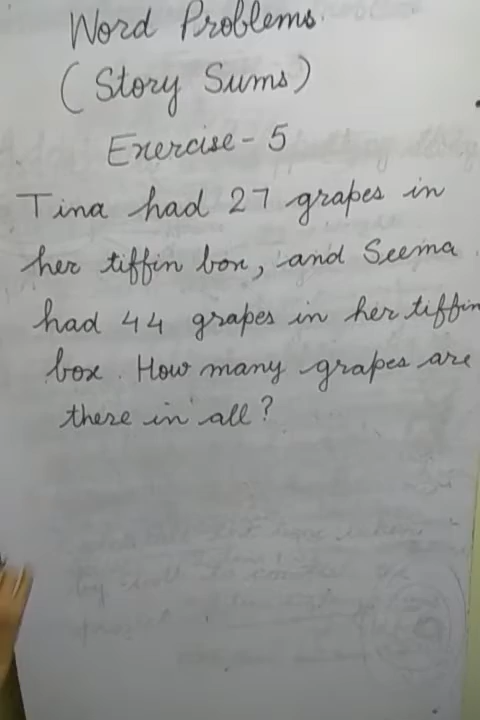 Word Problems.
(Story Sums)
Exercise - 5
Tina had 27 grapes in
her tiffin box, and Seema
had 44 grapes in her tiffin
box. How many grapes are
there in all?